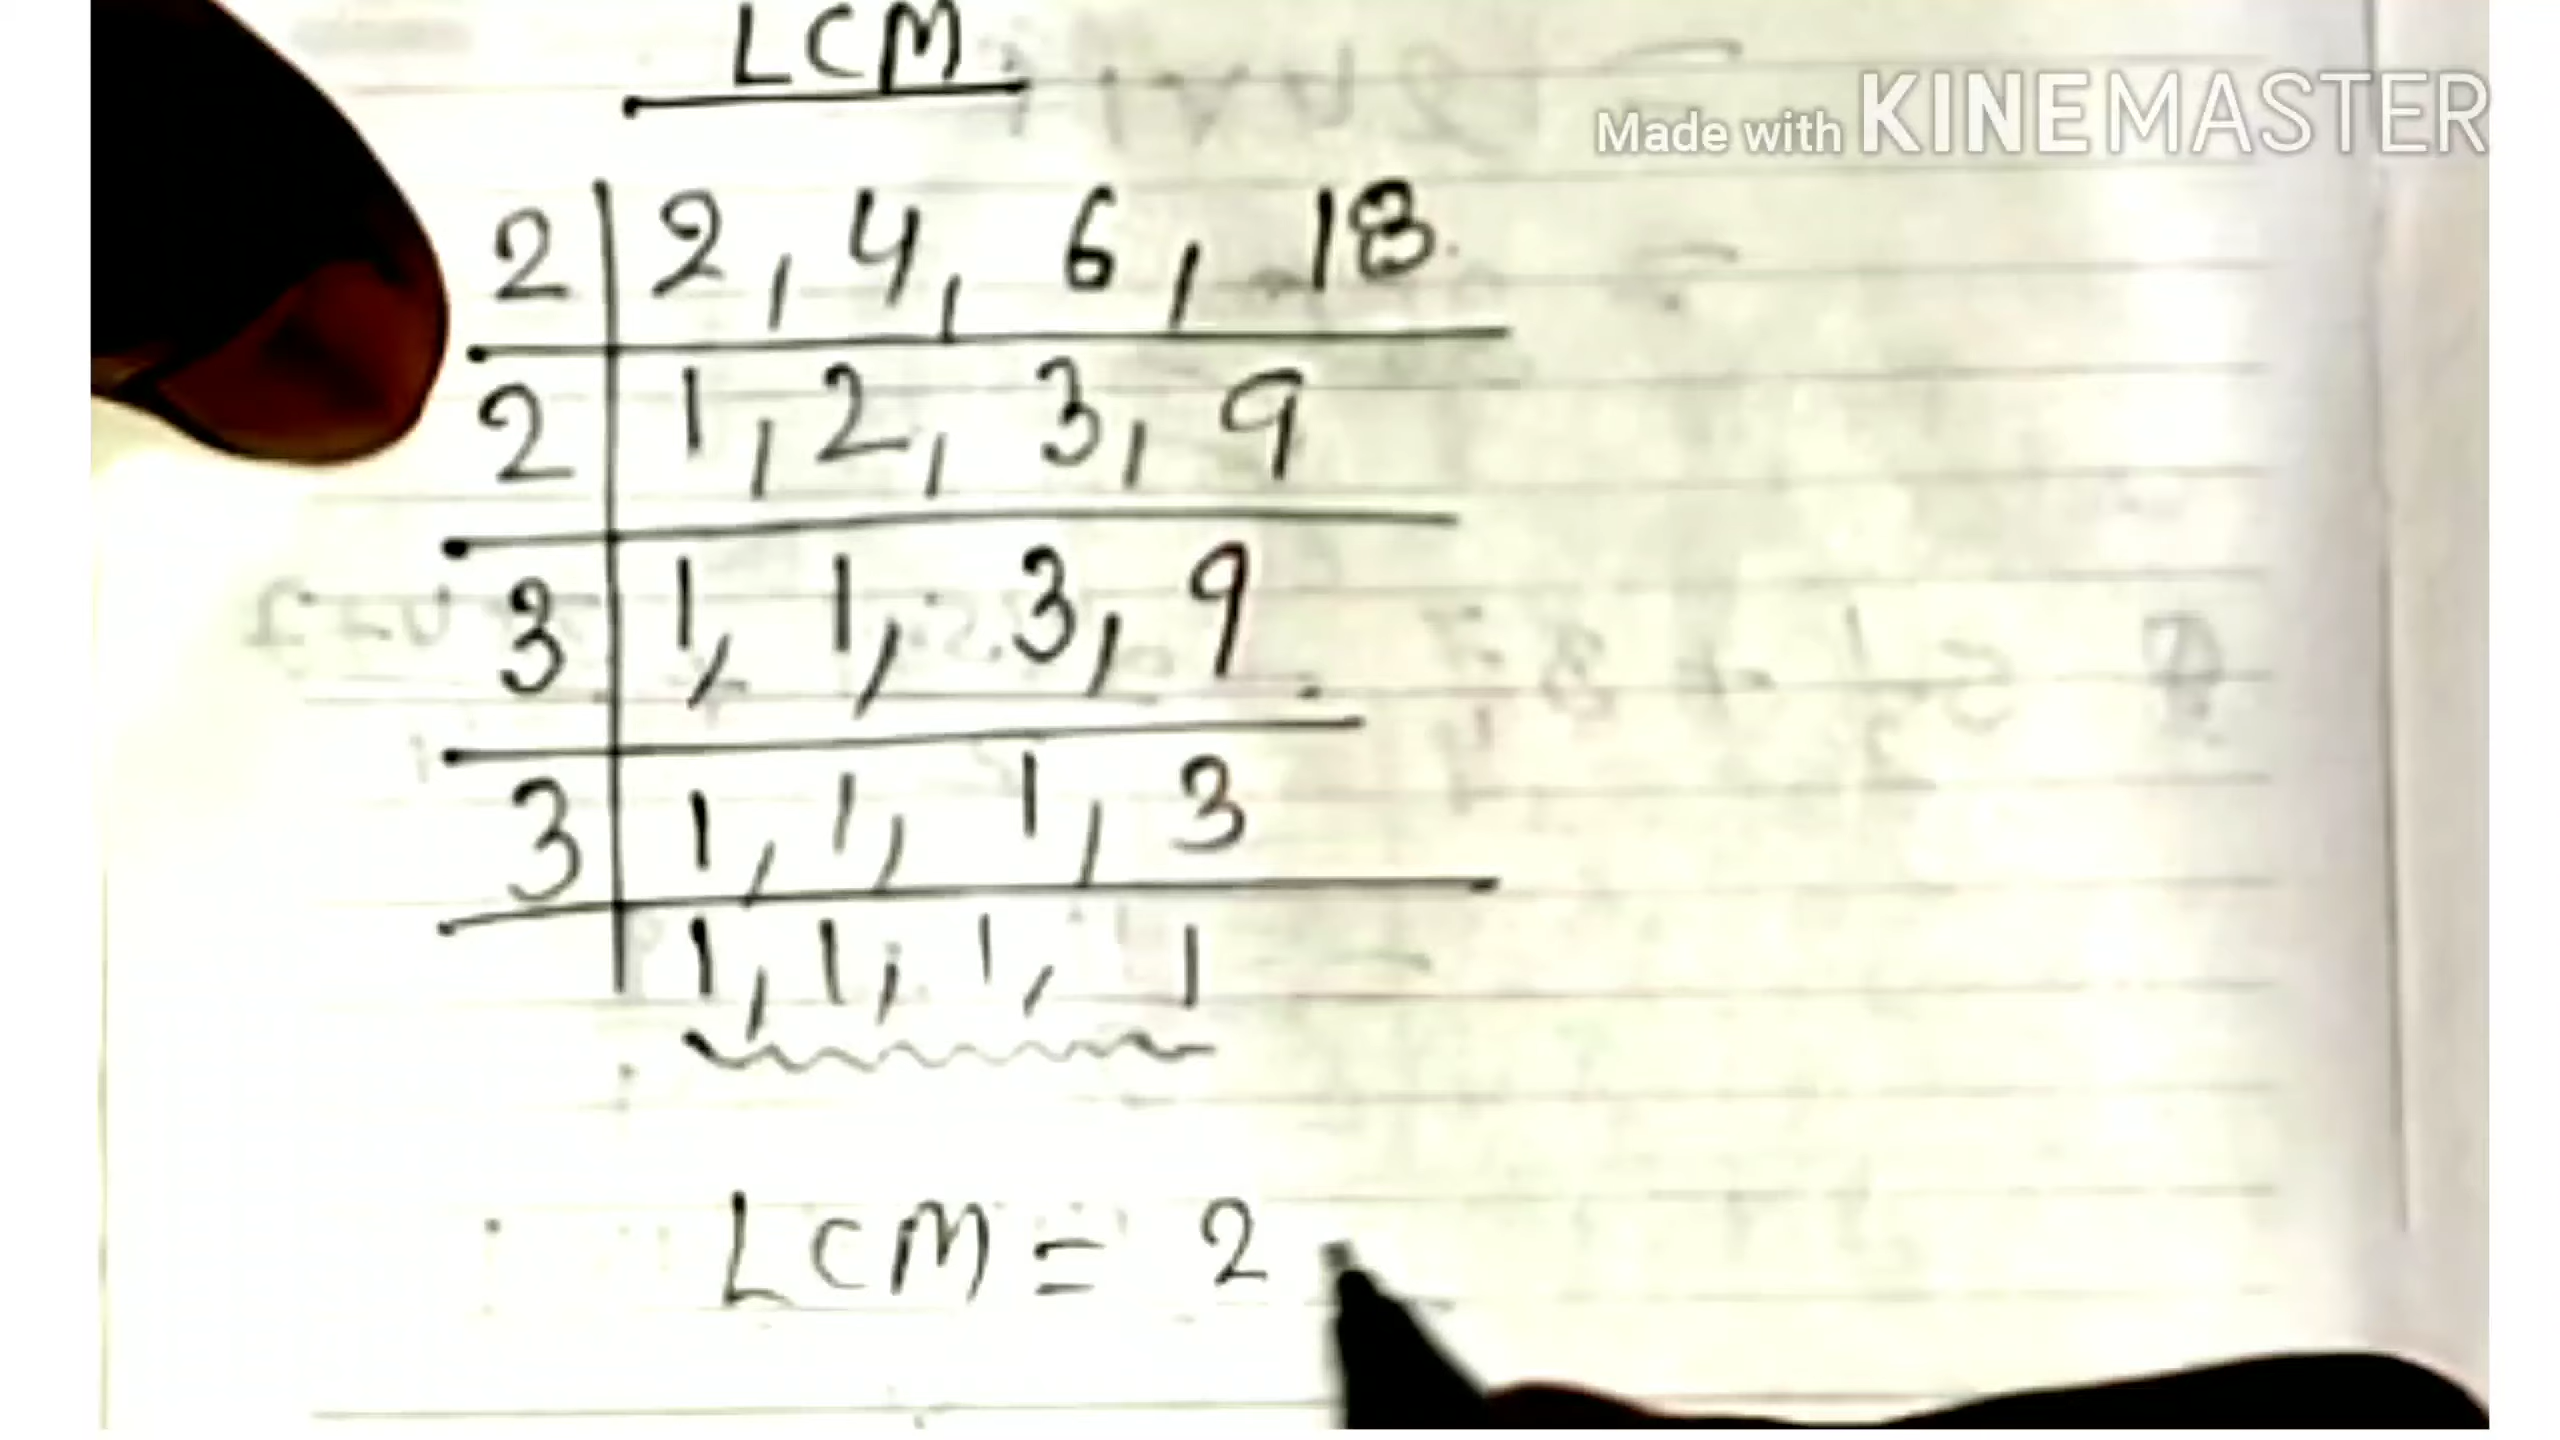 LCM
Made with KINEMASTER
2 2, 4, 6, 18
2 1, 2, 3, 9
3 1, 1, 3, 9
3 1, 1, 1, 3
1, 1, 1, 1
LCM = 2